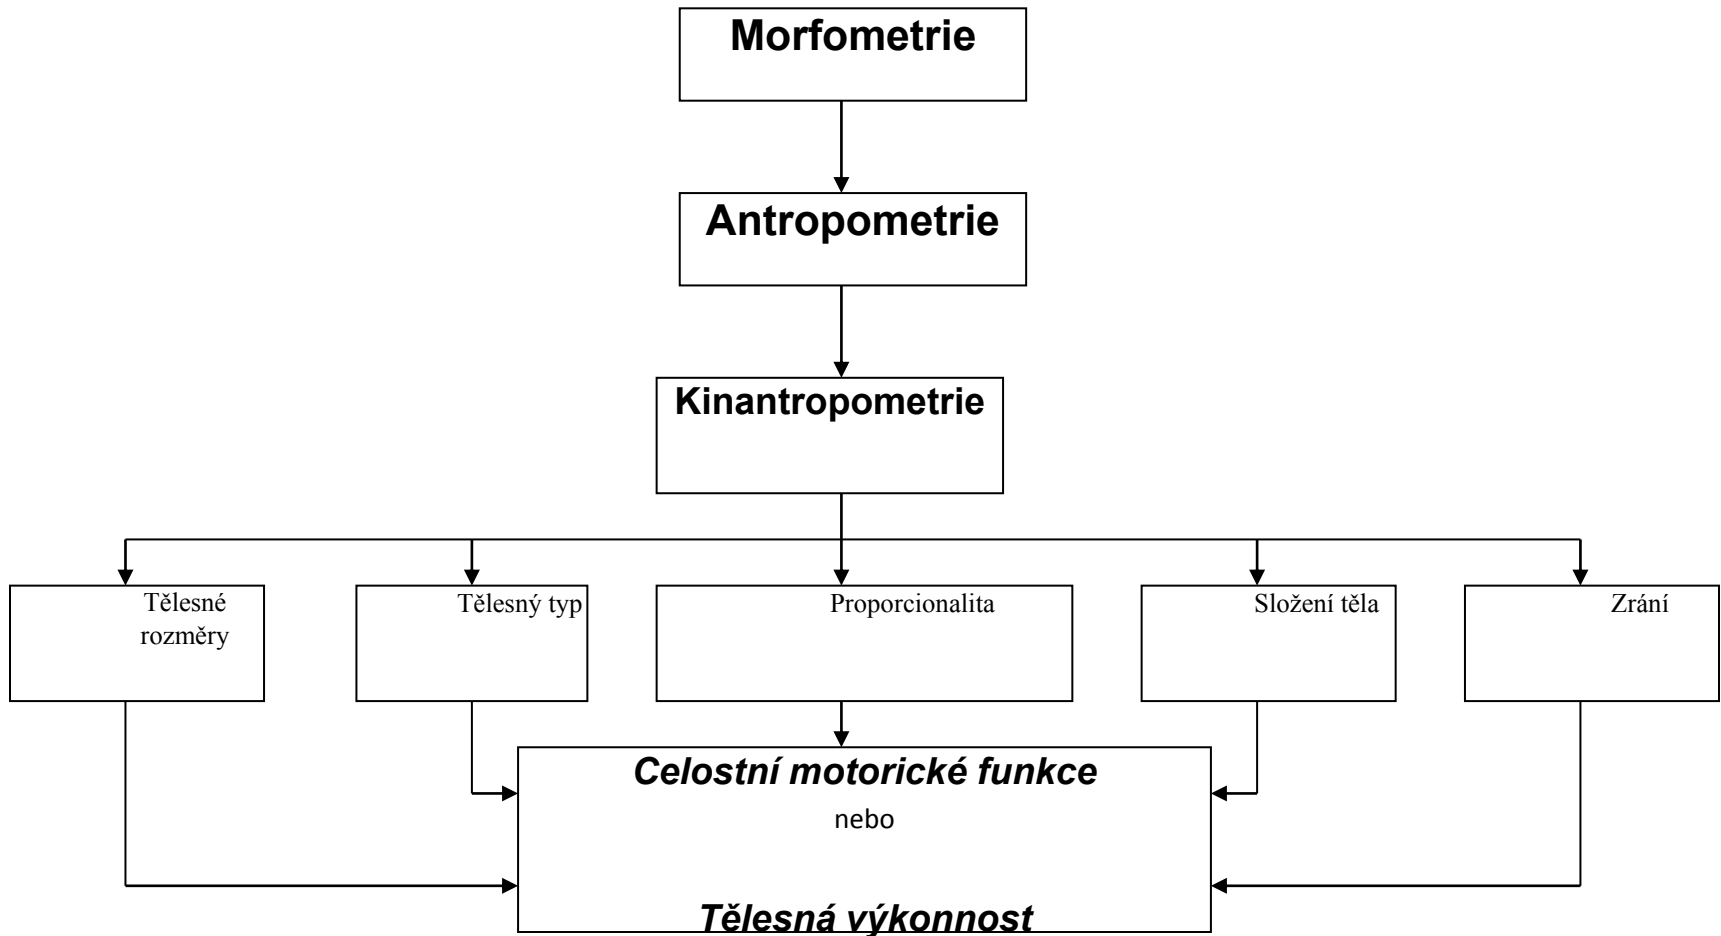 Morfometrie
Antropometrie
Kinantropometrie
Tělesné
rozměry
Tělesný typ
Proporcionalita
Složení těla
Zrání
Celostní motorické funkce
nebo
Tělesná výkonnost